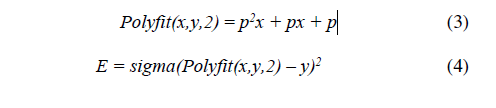 Polyfit(x,y,2) = p²x + px + p (3)
E = sigma(Polyfit(x,y,2) – y)² (4)